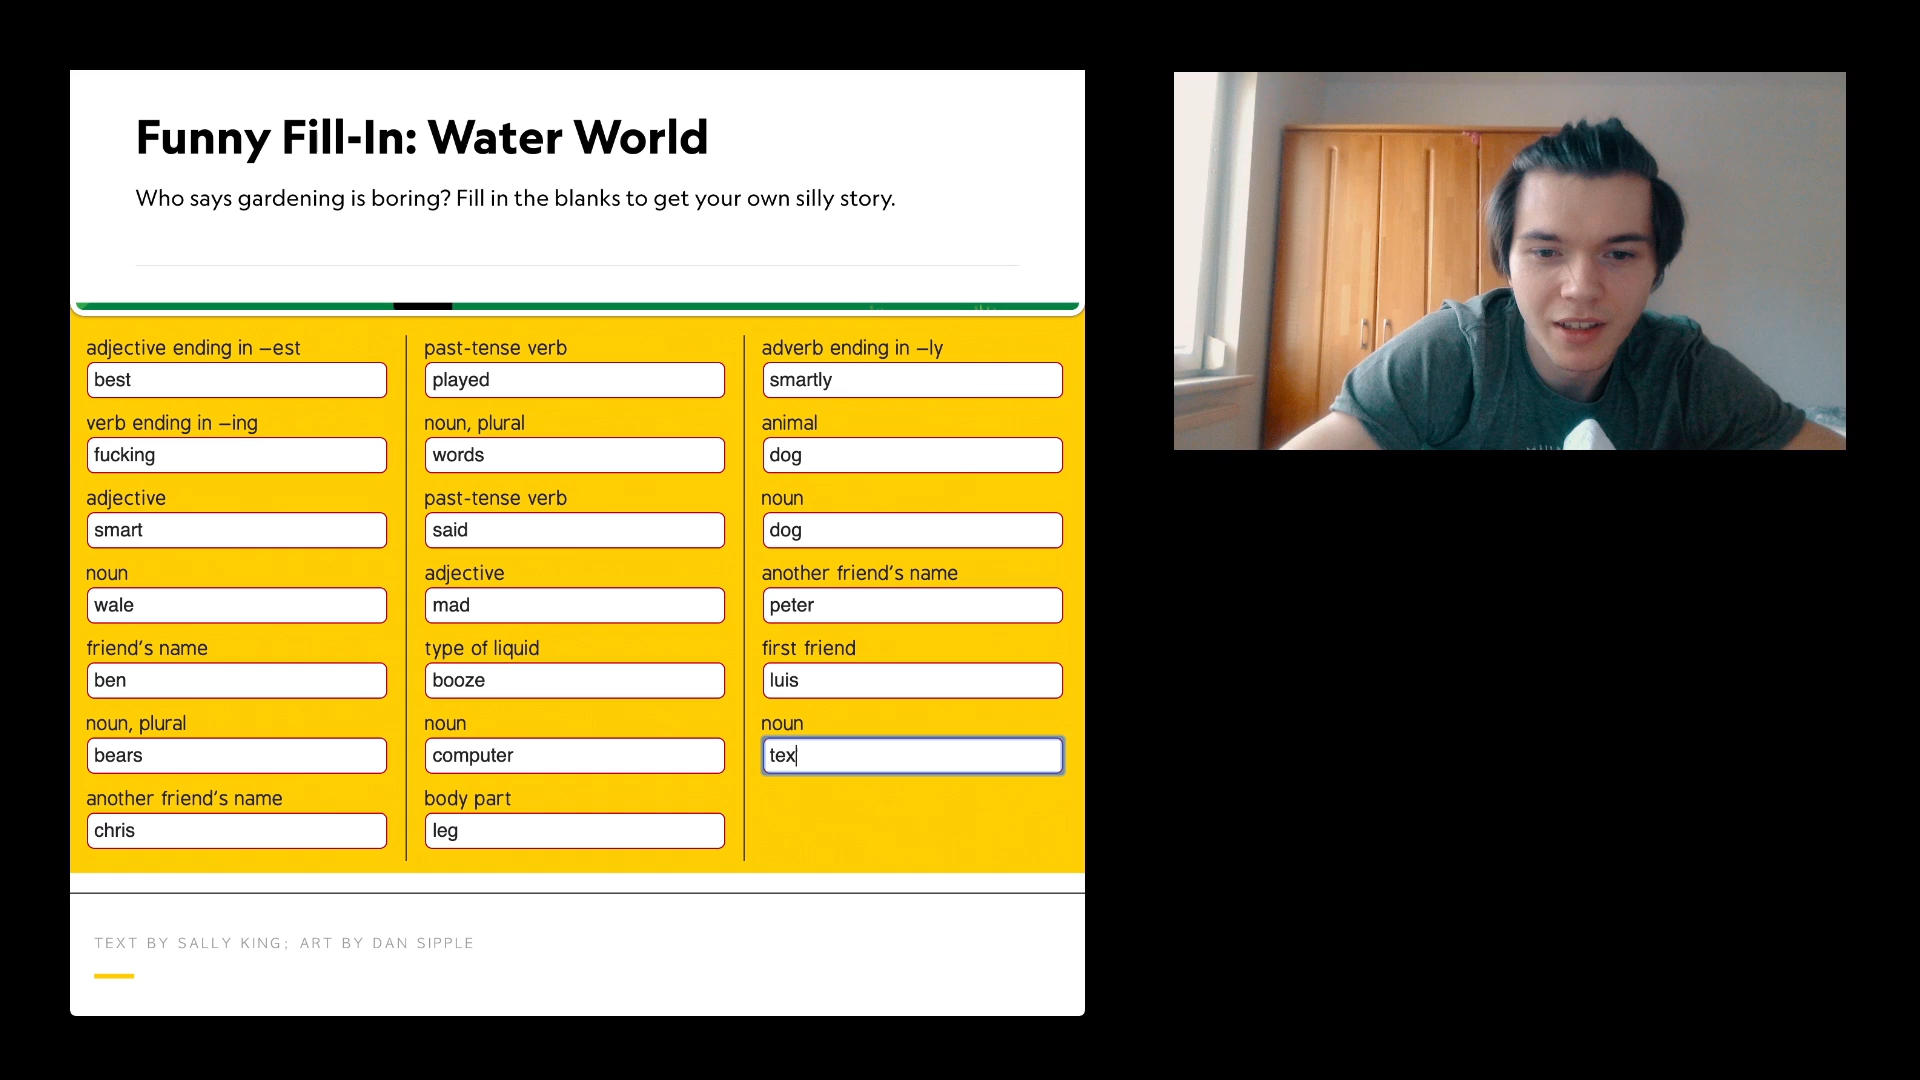 Funny Fill-In: Water World
Who says gardening is boring? Fill in the blanks to get your own silly story.
adjective ending in –est
best
verb ending in –ing
fucking
adjective
smart
noun
wale
friend's name
ben
noun, plural
bears
another friend's name
chris
past-tense verb
played
noun, plural
words
past-tense verb
said
adjective
mad
type of liquid
booze
noun
computer
body part
leg
adverb ending in –ly
smartly
animal
dog
noun
dog
another friend's name
peter
first friend
luis
noun
tex
TEXT BY SALLY KING; ART BY DAN SIPPLE